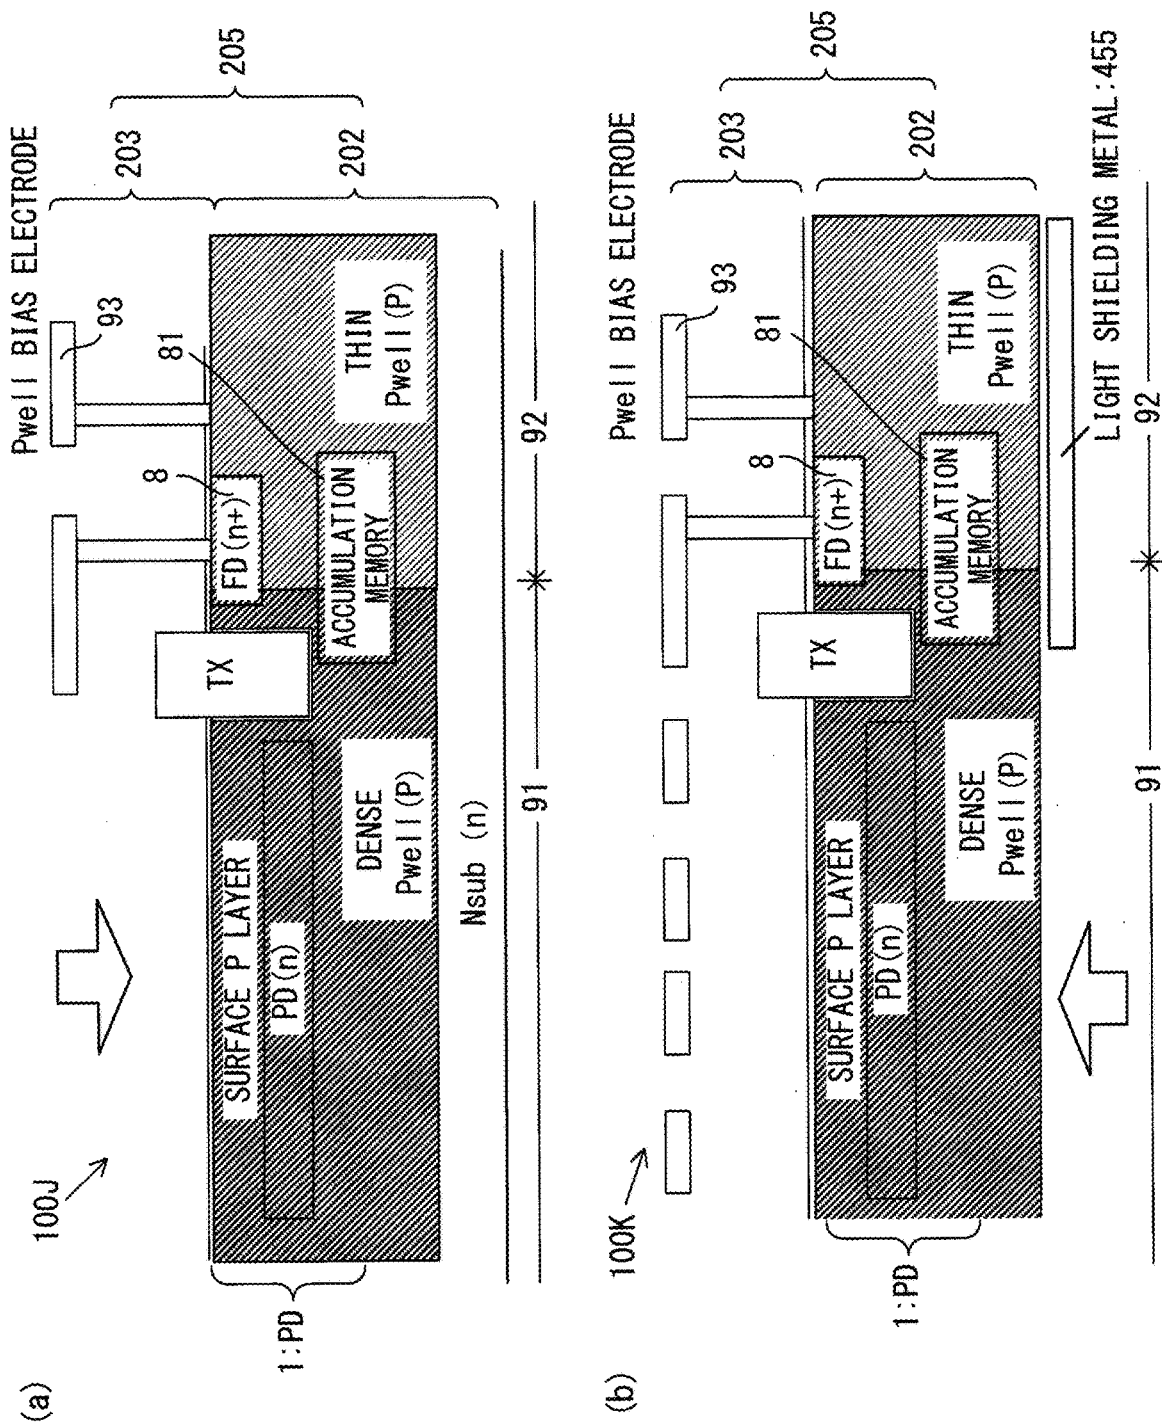 (a)
100J
Pwell BIAS ELECTRODE
93
203
205
202
8
81
TX
FD(n+)
SURFACE P LAYER
PD(n)
1:PD
ACCUMULATION
MEMORY
THIN
Pwell(P)
DENSE
Pwell(P)
Nsub (n)
91
92
(b)
100K
Pwell BIAS ELECTRODE
93
203
205
202
8
81
TX
FD(n+)
SURFACE P LAYER
PD(n)
1:PD
ACCUMULATION
MEMORY
THIN
Pwell(P)
DENSE
Pwell(P)
LIGHT SHIELDING METAL:455
91
92